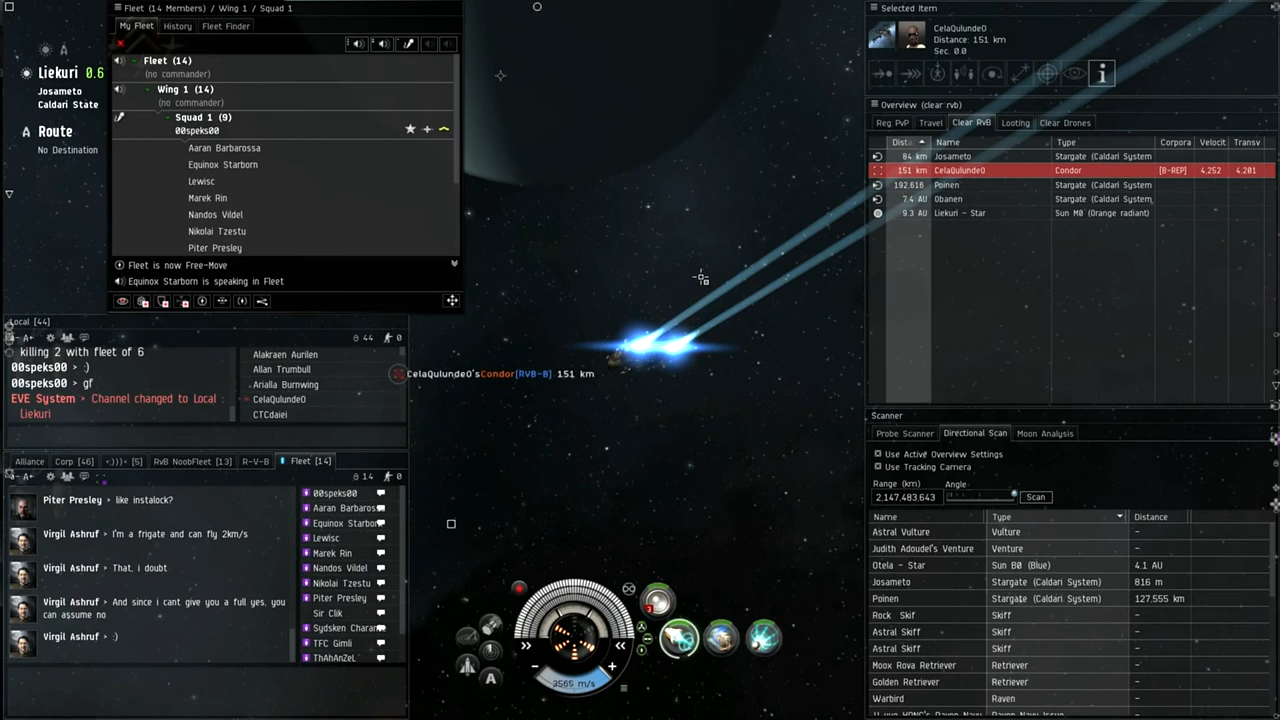 Fleet (14 Members) / Wing 1 / Squad 1
My Fleet
History
Fleet Finder
Fleet (14)
(no commander)
Wing 1 (14)
(no commander)
Squad 1 (9)
00speks00
Aaran Barbarossa
Equinox Starborn
Lewisc
Marek Rin
Nandos Vildel
Nikolai Tzestu
Piter Presley
Fleet is now Free-Move
Equinox Starborn is speaking in Fleet
Liekuri 0.6
Josameto
Caldari State
Route
No Destination
Local [44]
44
0
killing 2 with fleet of 6
00speks00 > :)
00speks00 > gf
EVE System > Channel changed to Local :
Liekuri
Alakraen Aurilen
Allan Trumbull
Arialla Burnwing
CelaQulunde0
CTCdaiei
Alliance
Corp [46]
<:)))‹ [5]
RvB NoobFleet [13]
R-V-B
Fleet [14]
14
0
Piter Presley > like instalock?
Virgil Ashruf > I'm a frigate and can fly 2km/s
Virgil Ashruf > That, i doubt
Virgil Ashruf > And since i cant give you a full yes, you
can assume no
Virgil Ashruf > :)
00speks00
Aaran Barbaros
Equinox Starbor
Lewisc
Marek Rin
Nandos Vildel
Nikolai Tzestu
Piter Presley
Sir Clik
Sydsken Charan
TFC Gimli
ThAhAnZeL
CelaQulunde0's Condor[RVB-B] 151 km
3
A
3565 m/s
Selected Item
CelaQulunde0
Distance: 151 km
Sec. 0.0
Overview (clear rvb)
Reg PvP
Travel
Clear RvB
Looting
Clear Drones
Dista
Name
Type
Corpora
Velocit
Transv
84 km Josameto Stargate (Caldari System
151 km CelaQulunde0 Condor [B-REP] 4,252 4,201
192,616 Poinen Stargate (Caldari System
7.4 AU Obanen Stargate (Caldari System
9.3 AU Liekuri - Star Sun M0 (Orange radiant)
Scanner
Probe Scanner
Directional Scan
Moon Analysis
Use Active Overview Settings
Use Tracking Camera
Range (km)
Angle
2,147,483,643
Scan
Name Type Distance
Astral Vulture Vulture -
Judith Adoudel's Venture Venture -
Otela - Star Sun B0 (Blue) 4.1 AU
Josameto Stargate (Caldari System) 816 m
Poinen Stargate (Caldari System) 127,555 km
Rock Skif Skiff -
Astral Skiff Skiff -
Astral Skiff Skiff -
Moox Rova Retriever Retriever -
Golden Retriever Retriever -
Warbird Raven -